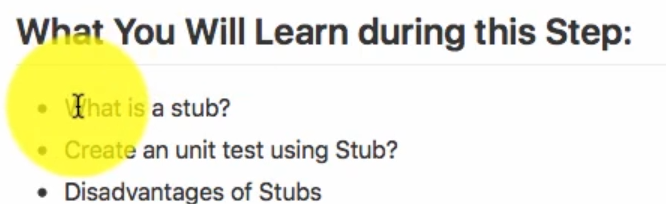 What You Will Learn during this Step:
What is a stub?
Create an unit test using Stub?
Disadvantages of Stubs